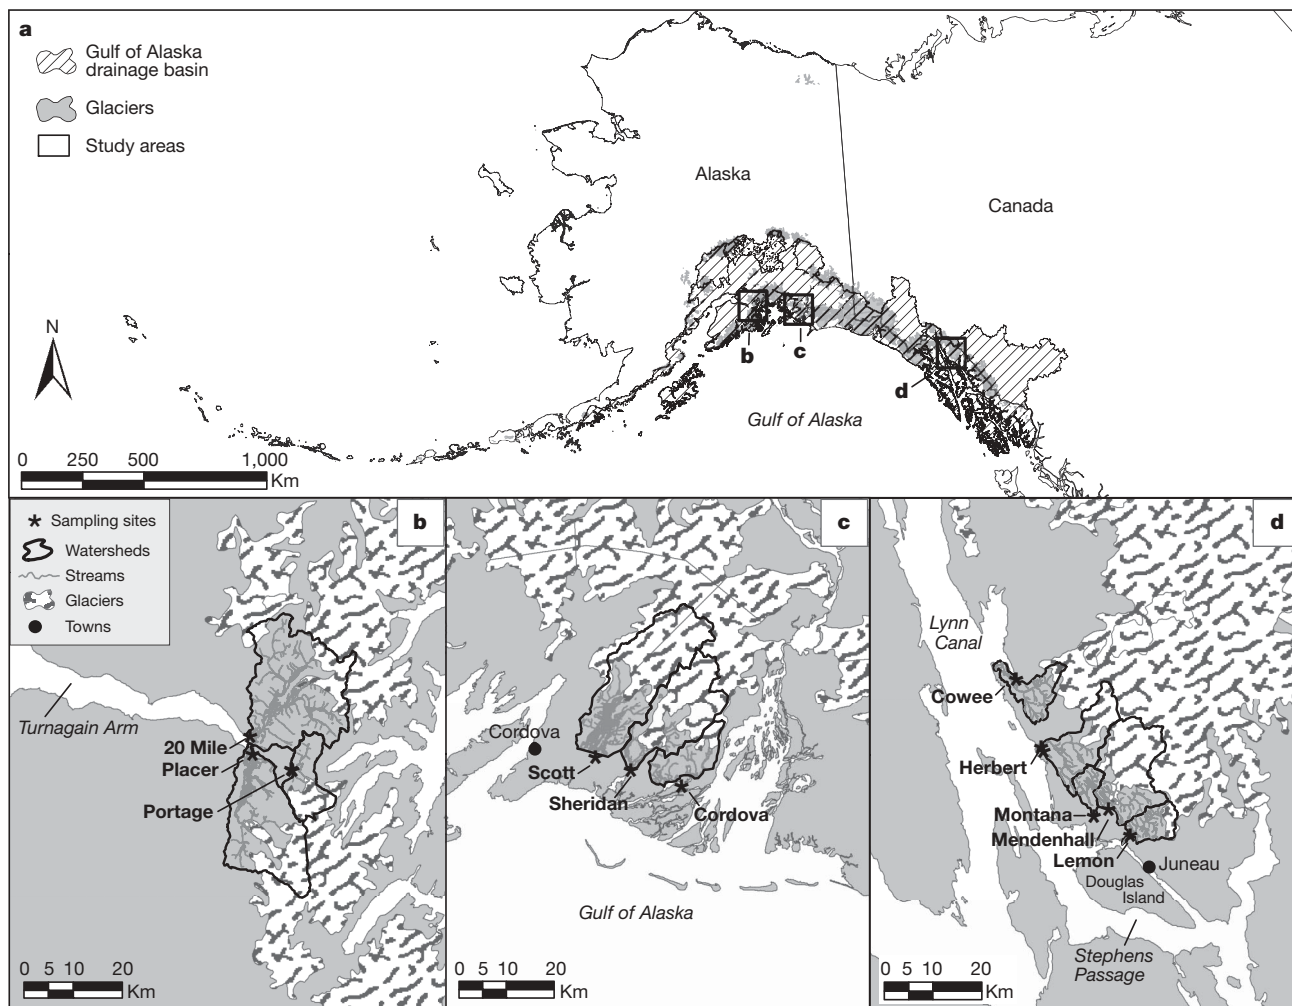 a
Gulf of Alaska
drainage basin
Glaciers
Study areas
Alaska
Canada
N
b
c
d
Gulf of Alaska
0 250 500 1,000
Km
b
Sampling sites
Watersheds
Streams
Glaciers
Towns
Turnagain Arm
20 Mile
Placer
Portage
0 5 10 20
Km
c
Cordova
Scott
Sheridan
Cordova
Gulf of Alaska
0 5 10 20
Km
d
Lynn
Canal
Cowee
Herbert
Montana
Mendenhall
Lemon
Juneau
Douglas
Island
Stephens
Passage
0 5 10 20
Km